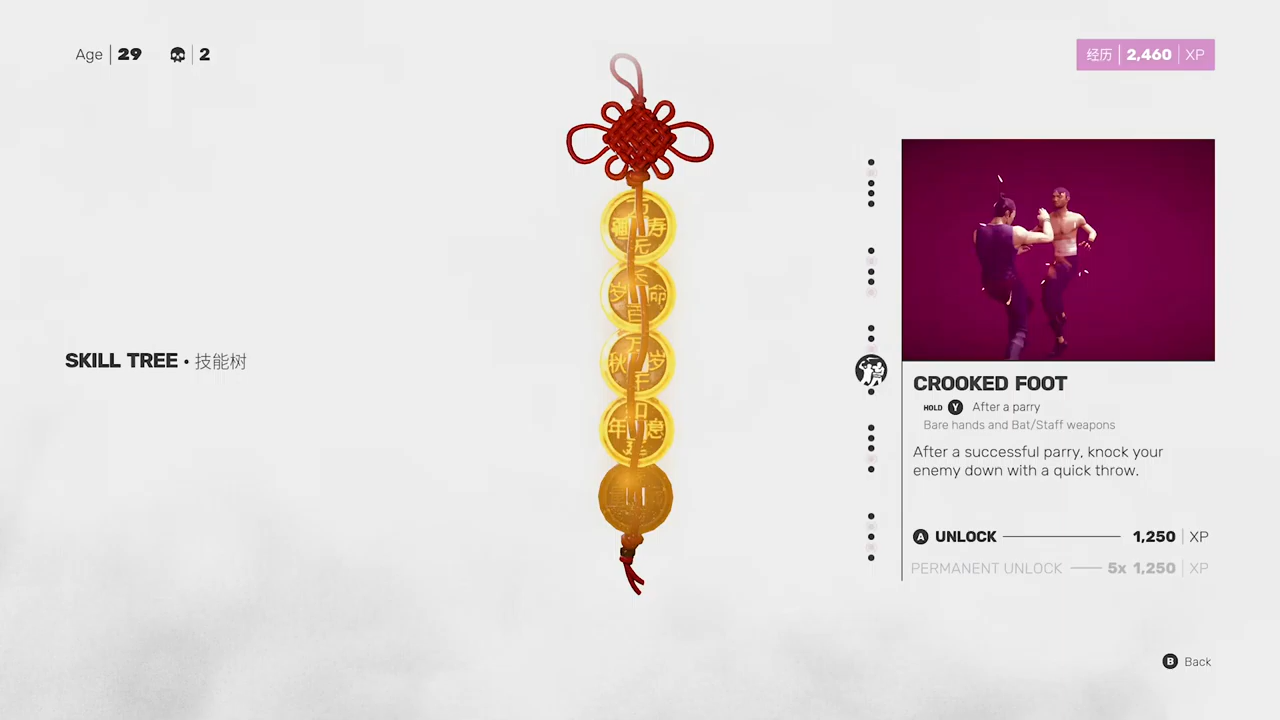 Age 29 2
经历 2,460 XP
SKILL TREE • 技能树
CROOKED FOOT
HOLD Y After a parry
Bare hands and Bat/Staff weapons
After a successful parry, knock your
enemy down with a quick throw.
A UNLOCK 1,250 XP
PERMANENT UNLOCK 5x 1,250 XP
B Back